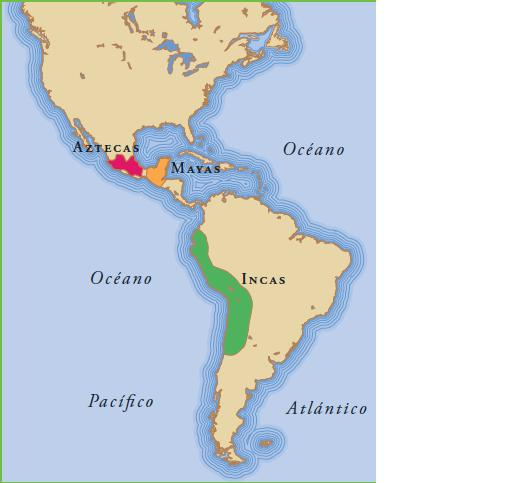 AZTECAS
Océano
MAYAS
Océano
INCAS
Pacífico
Atlántico